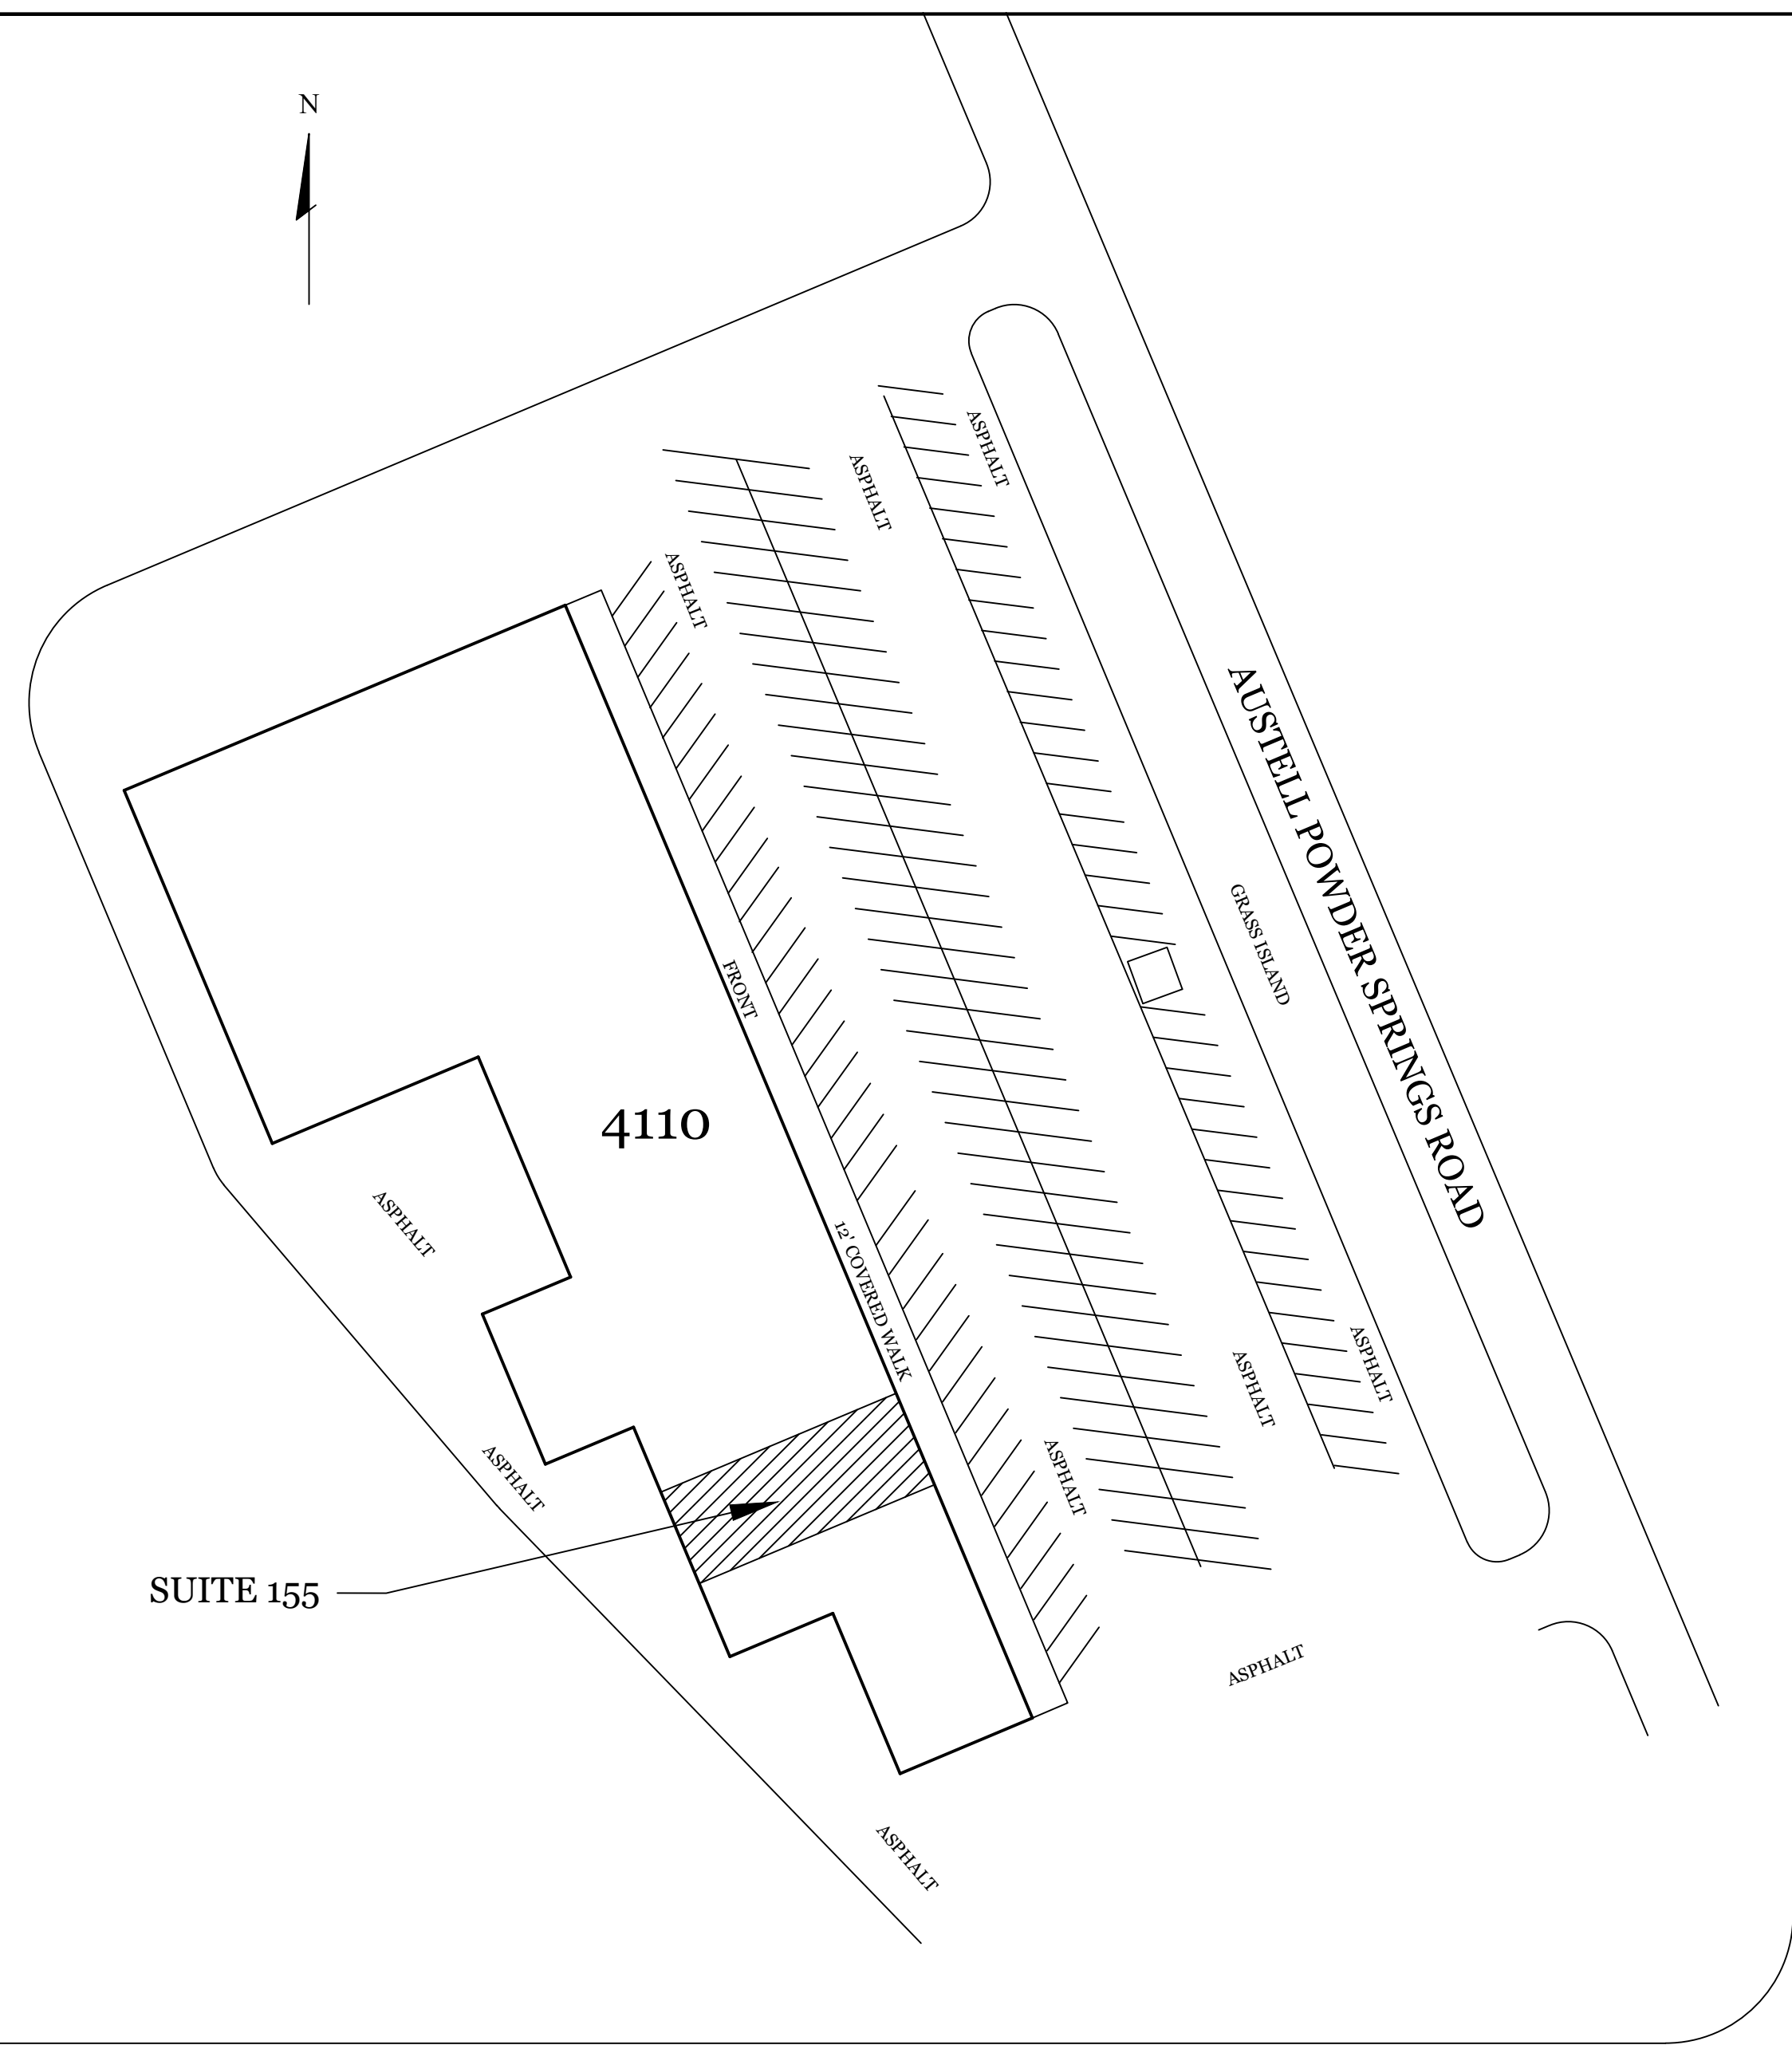 N
ASPHALT
ASPHALT
ASPHALT
AUSTELL POWDER SPRINGS ROAD
GRASS ISLAND
FRONT
4110
ASPHALT
12' COVERED WALK
ASPHALT
ASPHALT
ASPHALT
ASPHALT
SUITE 155
ASPHALT
ASPHALT